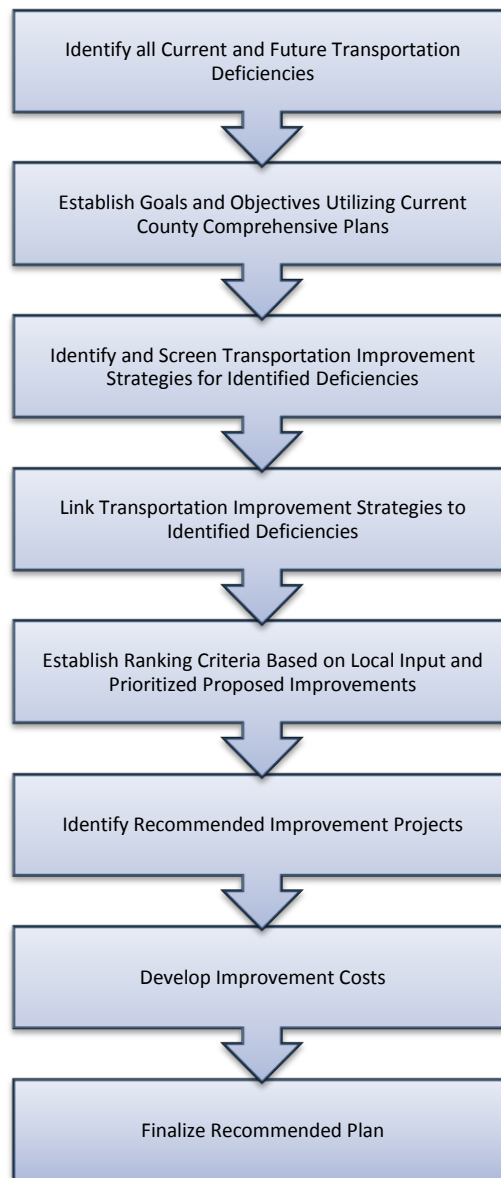 Identify all Current and Future Transportation
Deficiencies
Establish Goals and Objectives Utilizing Current
County Comprehensive Plans
Identify and Screen Transportation Improvement
Strategies for Identified Deficiencies
Link Transportation Improvement Strategies to
Identified Deficiencies
Establish Ranking Criteria Based on Local Input and
Prioritized Proposed Improvements
Identify Recommended Improvement Projects
Develop Improvement Costs
Finalize Recommended Plan